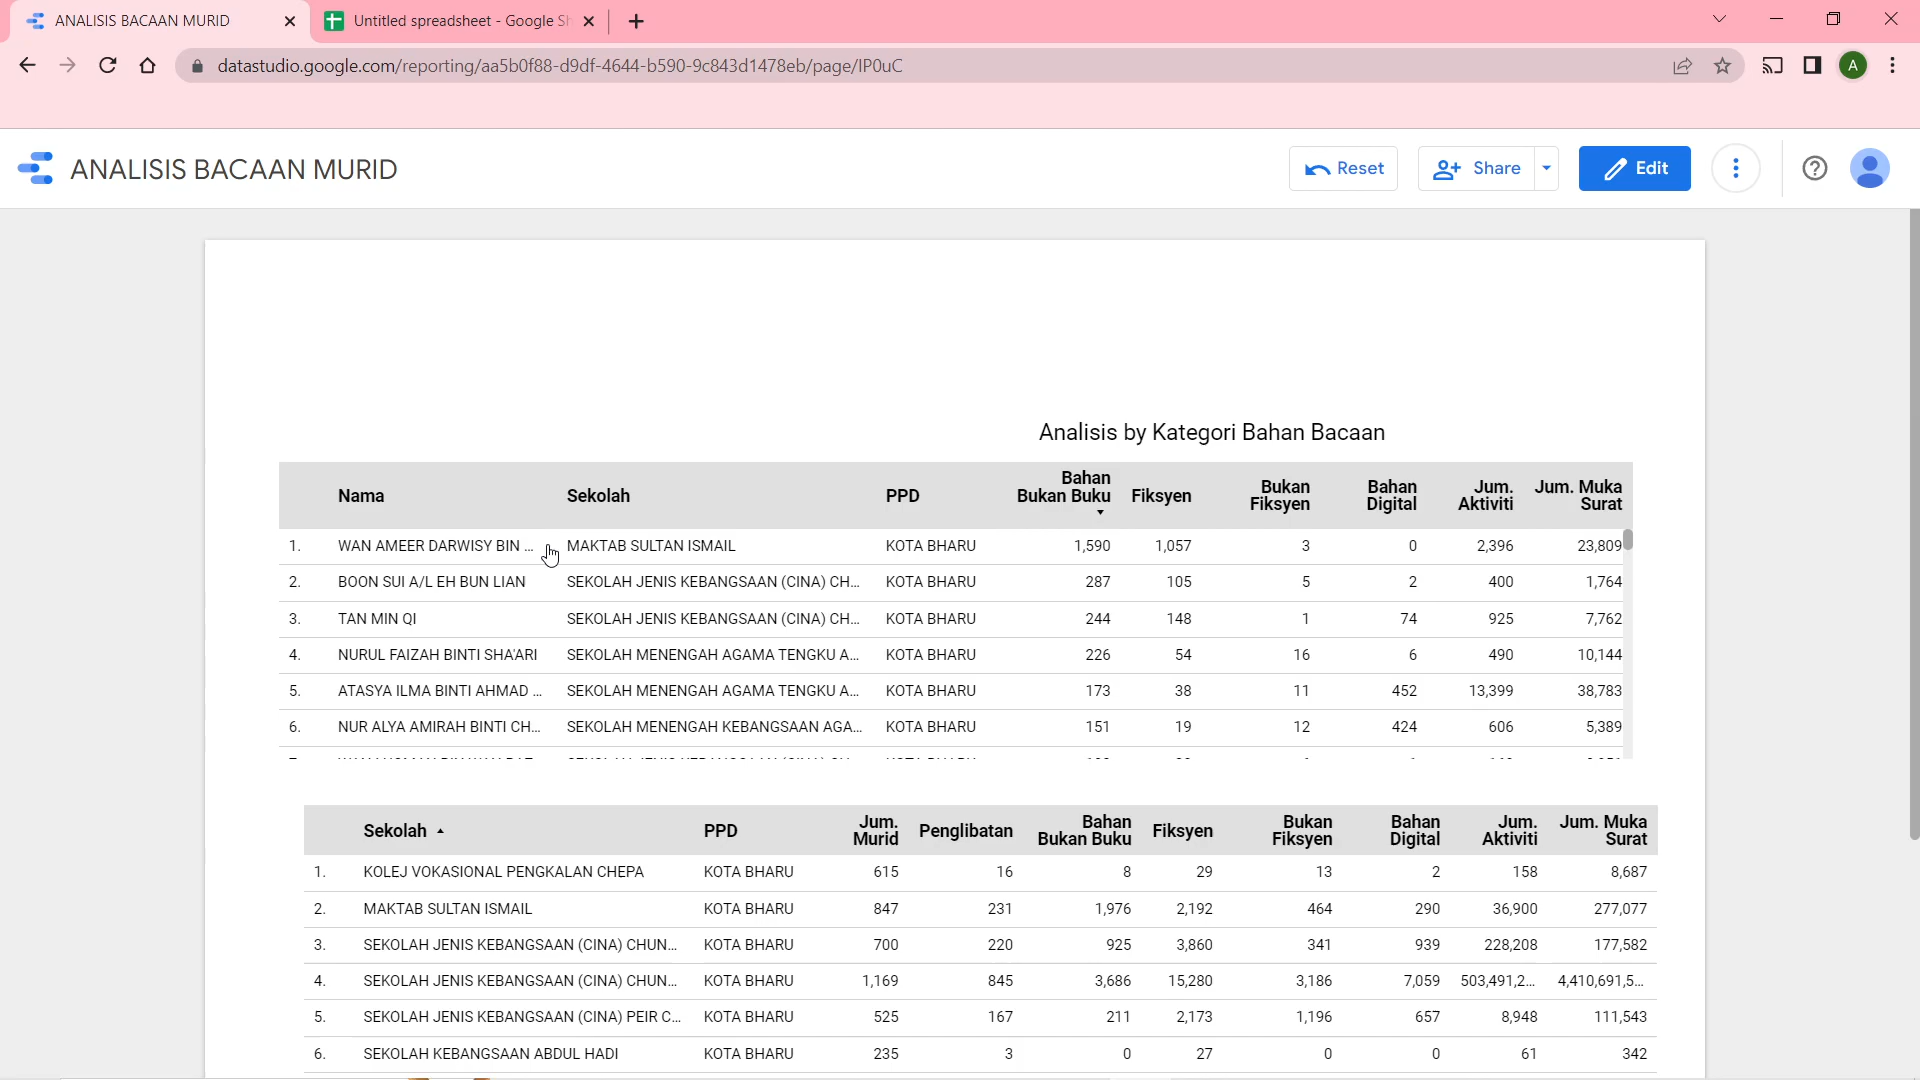 ANALISIS BACAAN MURID
Untitled spreadsheet - Google Sh
datastudio.google.com/reporting/aa5b0f88-d9df-4644-b590-9c843d1478eb/page/IP0uC
A
ANALISIS BACAAN MURID
Reset
Share
Edit
Analisis by Kategori Bahan Bacaan
Nama Sekolah PPD Bahan Bukan Buku Fiksyen Bukan Fiksyen Bahan Digital Jum. Aktiviti Jum. Muka Surat
1. WAN AMEER DARWISY BIN ... MAKTAB SULTAN ISMAIL KOTA BHARU 1,590 1,057 3 0 2,396 23,809
2. BOON SUI A/L EH BUN LIAN SEKOLAH JENIS KEBANGSAAN (CINA) CH... KOTA BHARU 287 105 5 2 400 1,764
3. TAN MIN QI SEKOLAH JENIS KEBANGSAAN (CINA) CH... KOTA BHARU 244 148 1 74 925 7,762
4. NURUL FAIZAH BINTI SHA'ARI SEKOLAH MENENGAH AGAMA TENGKU A... KOTA BHARU 226 54 16 6 490 10,144
5. ATASYA ILMA BINTI AHMAD ... SEKOLAH MENENGAH AGAMA TENGKU A... KOTA BHARU 173 38 11 452 13,399 38,783
6. NUR ALYA AMIRAH BINTI CH... SEKOLAH MENENGAH KEBANGSAAN AGA... KOTA BHARU 151 19 12 424 606 5,389
Sekolah PPD Jum. Murid Penglibatan Bahan Bukan Buku Fiksyen Bukan Fiksyen Bahan Digital Jum. Aktiviti Jum. Muka Surat
1. KOLEJ VOKASIONAL PENGKALAN CHEPA KOTA BHARU 615 16 8 29 13 2 158 8,687
2. MAKTAB SULTAN ISMAIL KOTA BHARU 847 231 1,976 2,192 464 290 36,900 277,077
3. SEKOLAH JENIS KEBANGSAAN (CINA) CHUN... KOTA BHARU 700 220 925 3,860 341 939 228,208 177,582
4. SEKOLAH JENIS KEBANGSAAN (CINA) CHUN... KOTA BHARU 1,169 845 3,686 15,280 3,186 7,059 503,491,2... 4,410,691,5...
5. SEKOLAH JENIS KEBANGSAAN (CINA) PEIR C... KOTA BHARU 525 167 211 2,173 1,196 657 8,948 111,543
6. SEKOLAH KEBANGSAAN ABDUL HADI KOTA BHARU 235 3 0 27 0 0 61 342